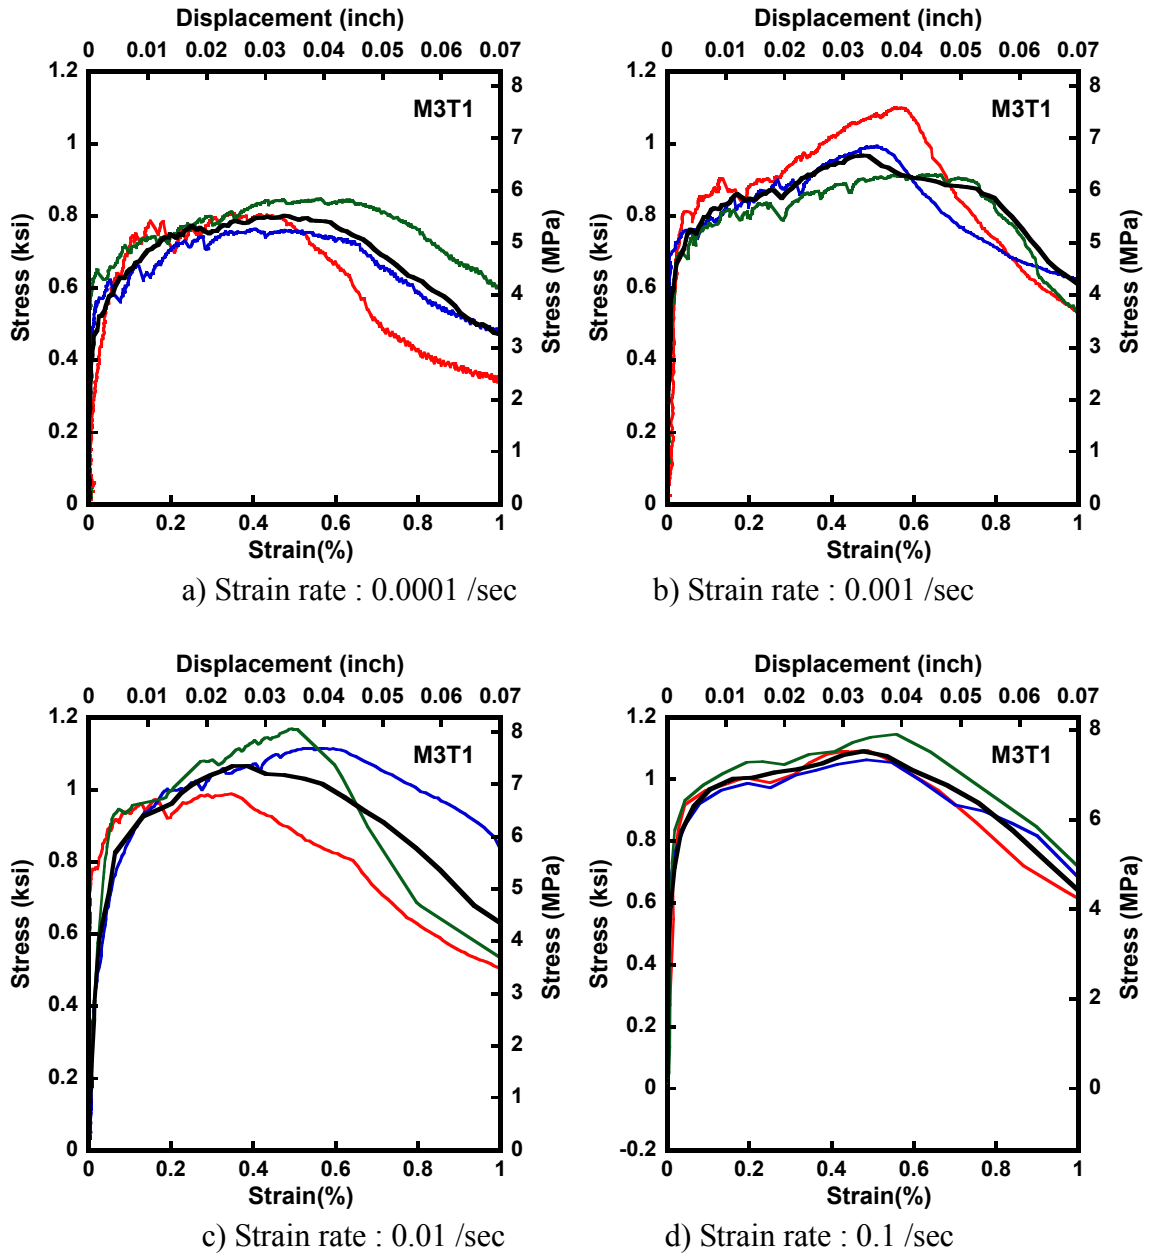 Displacement (inch)
0 0.01 0.02 0.03 0.04 0.05 0.06 0.07
1.2
1
0.8
0.6
0.4
0.2
0
Stress (ksi)
M3T1
8
7
6
5
4
3
2
1
0
Stress (MPa)
0 0.2 0.4 0.6 0.8 1
Strain(%)
a) Strain rate : 0.0001 /sec
Displacement (inch)
0 0.01 0.02 0.03 0.04 0.05 0.06 0.07
1.2
1
0.8
0.6
0.4
0.2
0
Stress (ksi)
M3T1
8
7
6
5
4
3
2
1
0
Stress (MPa)
0 0.2 0.4 0.6 0.8 1
Strain(%)
b) Strain rate : 0.001 /sec
Displacement (inch)
0 0.01 0.02 0.03 0.04 0.05 0.06 0.07
1.2
1
0.8
0.6
0.4
0.2
0
Stress (ksi)
M3T1
8
7
6
5
4
3
2
1
0
Stress (MPa)
0 0.2 0.4 0.6 0.8 1
Strain(%)
c) Strain rate : 0.01 /sec
Displacement (inch)
0 0.01 0.02 0.03 0.04 0.05 0.06 0.07
1.2
1
0.8
0.6
0.4
0.2
0
-0.2
Stress (ksi)
M3T1
8
6
4
2
0
Stress (MPa)
0 0.2 0.4 0.6 0.8 1
Strain(%)
d) Strain rate : 0.1 /sec